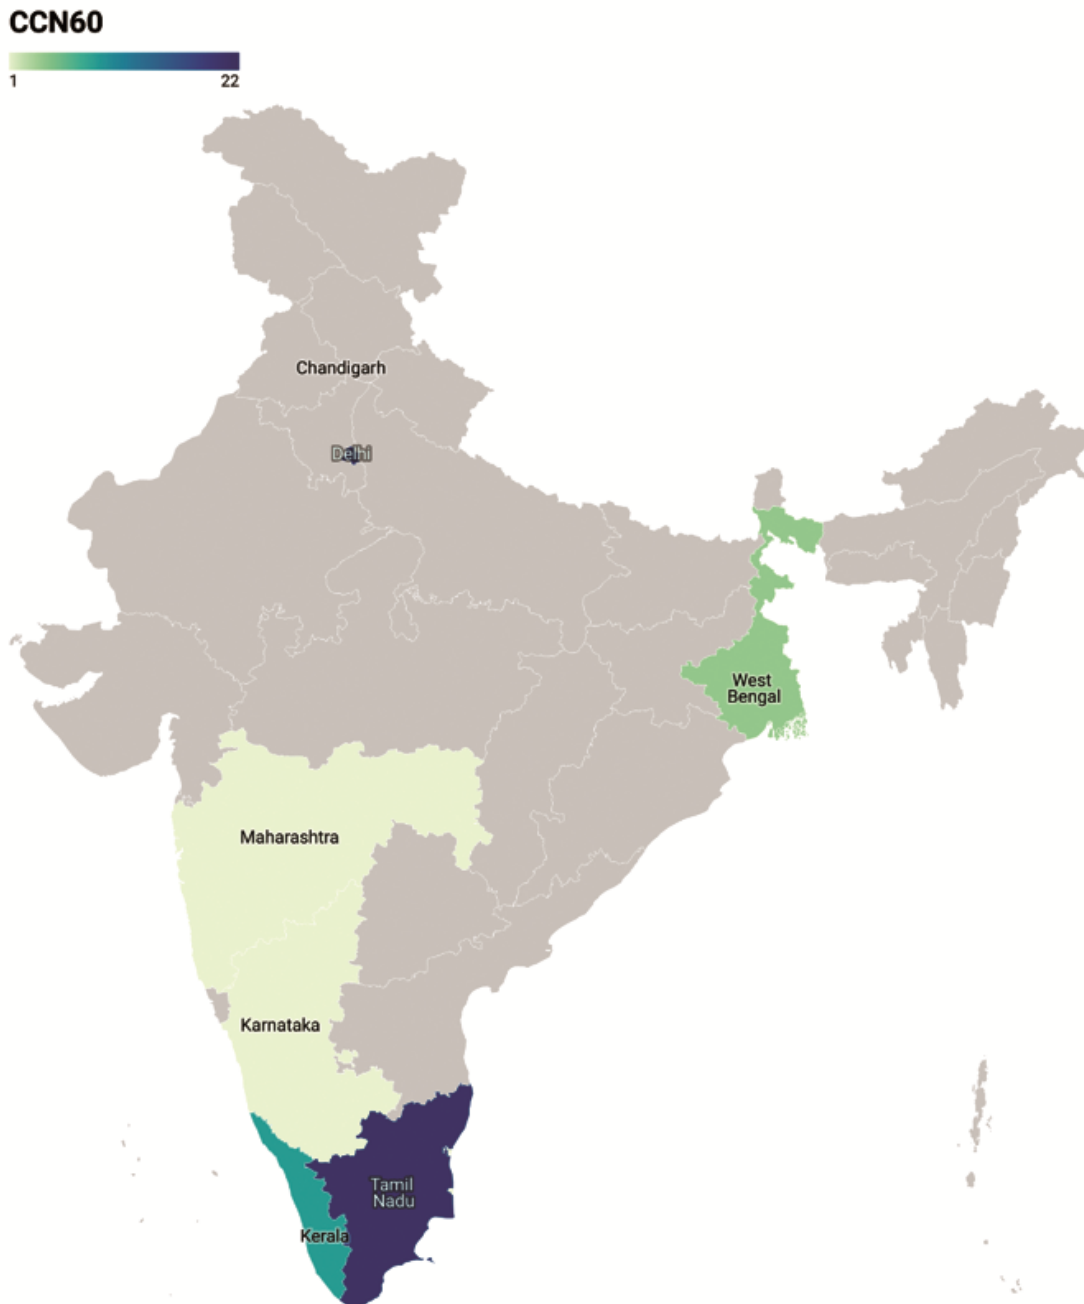 CCN60
1 22
Chandigarh
Delhi
West
Bengal
Maharashtra
Karnataka
Tamil
Nadu
Kerala